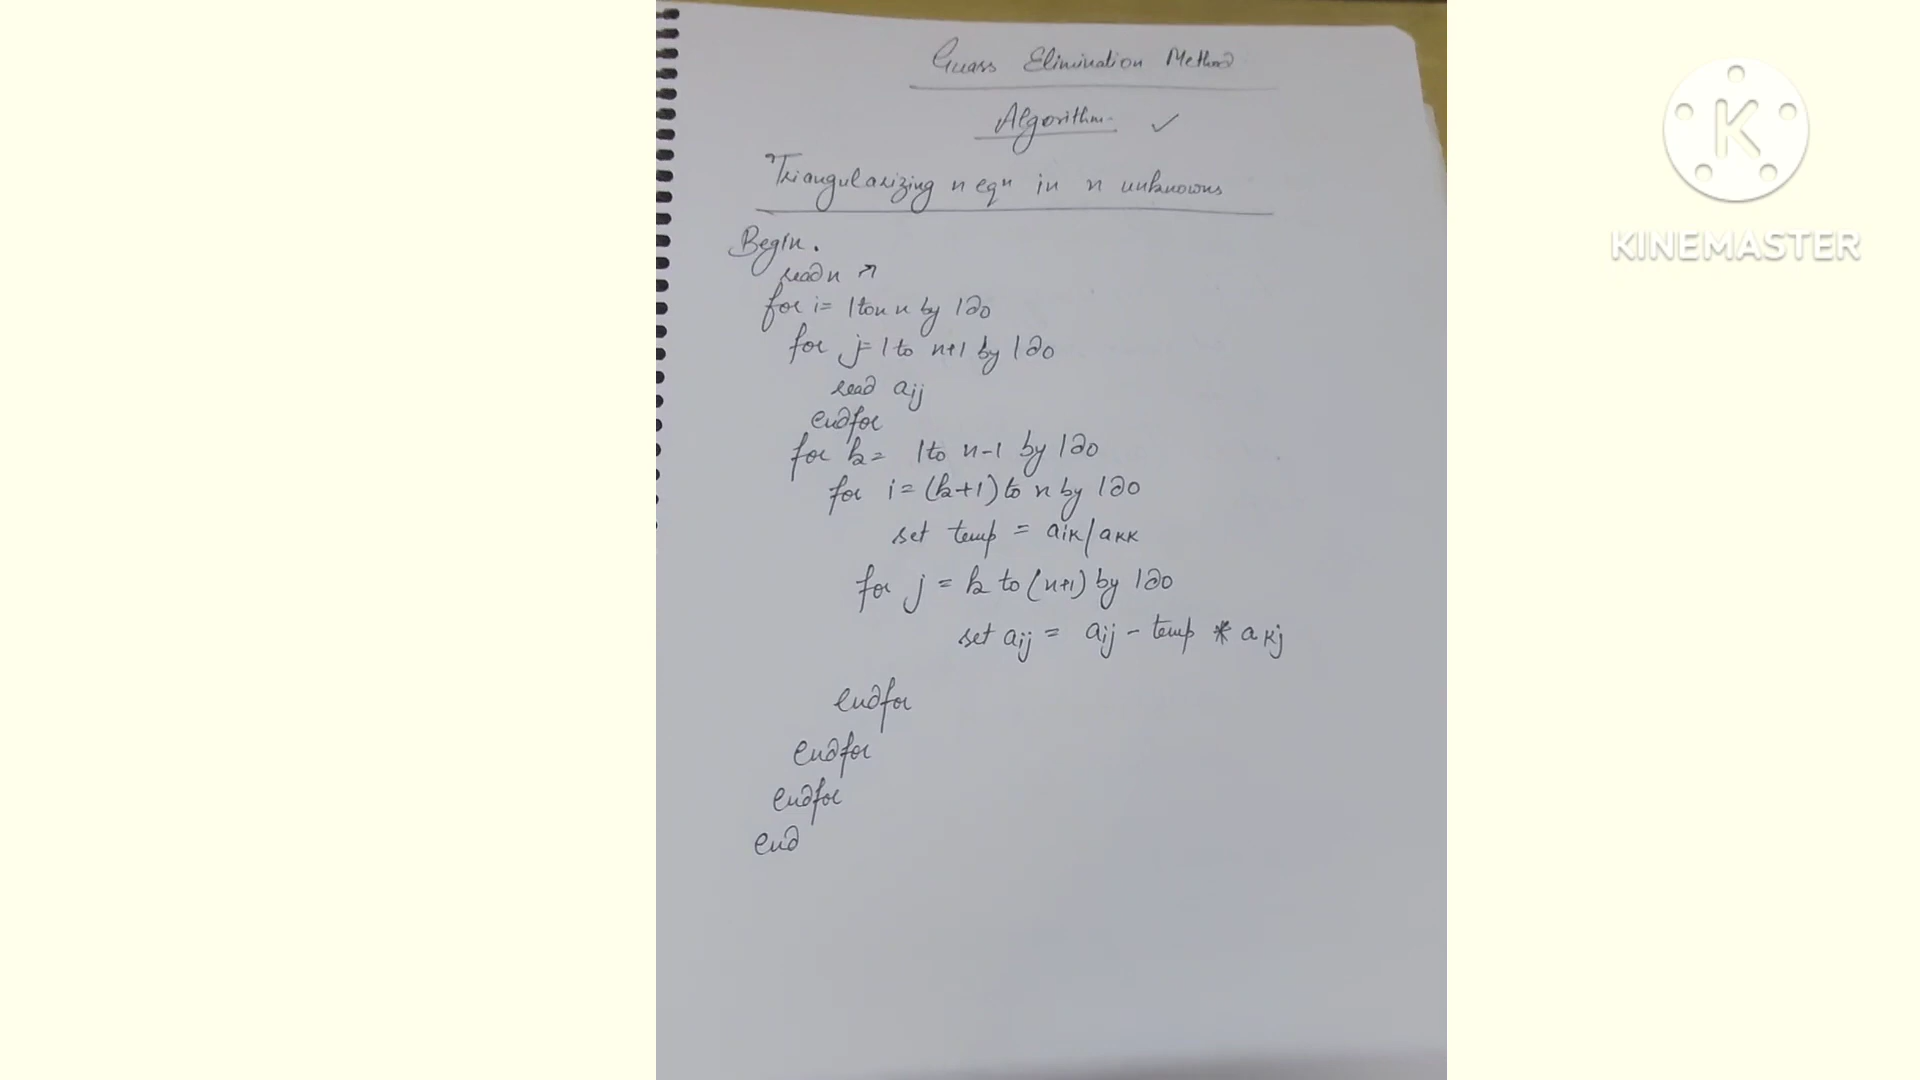 Guass Elimination Method
Algorithm
Triangularizing n eqn in n unknowns
Begin.
read n
for i = 1 to n by 1 do
for j = 1 to n+1 by 1 do
read aij
endfor
for k = 1 to n-1 by 1 do
for i = (k+1) to n by 1 do
set temp = aik/akk
for j = k to (n+1) by 1 do
set aij = aij - temp * akj
endfor
endfor
endfor
end
K
KINEMASTER